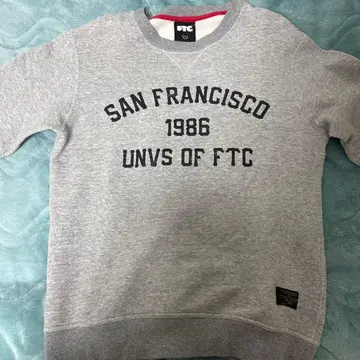 FTC
SAN FRANCISCO
1986
UNVS OF FTC